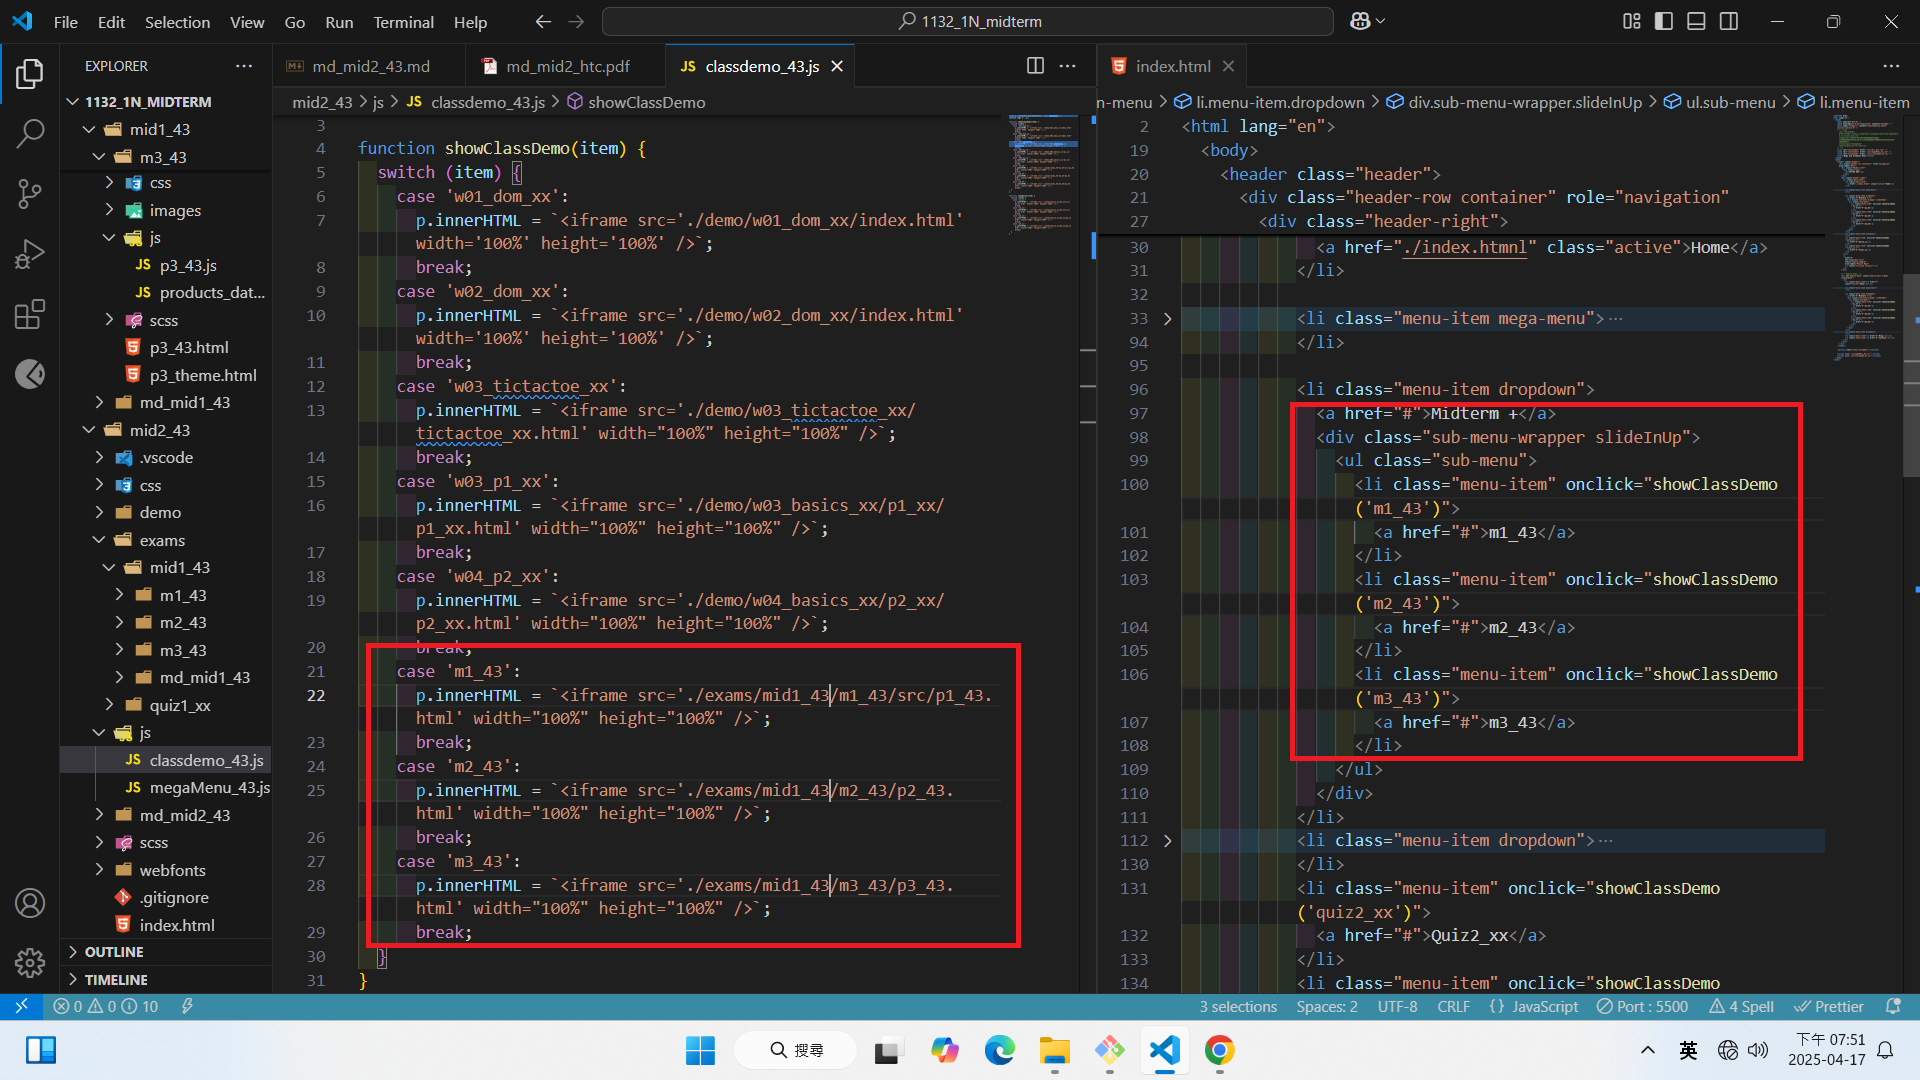 File Edit Selection View Go Run Terminal Help
1132_1N_midterm
EXPLORER
1132_1N_MIDTERM
mid1_43
m3_43
css
images
js
JS p3_43.js
JS products_dat...
scss
p3_43.html
p3_theme.html
md_mid1_43
mid2_43
.vscode
css
demo
exams
mid1_43
m1_43
m2_43
m3_43
md_mid1_43
quiz1_xx
js
JS classdemo_43.js
JS megaMenu_43.js
md_mid2_43
scss
webfonts
.gitignore
index.html
OUTLINE
TIMELINE
md_mid2_43.md
md_mid2_htc.pdf
JS classdemo_43.js
mid2_43 > js > JS classdemo_43.js > showClassDemo
3
4 function showClassDemo(item) {
5 switch (item) {
6 case 'w01_dom_xx':
7 p.innerHTML = `<iframe src='./demo/w01_dom_xx/index.html'
width='100%' height='100%' />`;
8 break;
9 case 'w02_dom_xx':
10 p.innerHTML = `<iframe src='./demo/w02_dom_xx/index.html'
width='100%' height='100%' />`;
11 break;
12 case 'w03_tictactoe_xx':
13 p.innerHTML = `<iframe src='./demo/w03_tictactoe_xx/
tictactoe_xx.html' width="100%" height="100%" />`;
14 break;
15 case 'w03_p1_xx':
16 p.innerHTML = `<iframe src='./demo/w03_basics_xx/p1_xx/
p1_xx.html' width="100%" height="100%" />`;
17 break;
18 case 'w04_p2_xx':
19 p.innerHTML = `<iframe src='./demo/w04_basics_xx/p2_xx/
p2_xx.html' width="100%" height="100%" />`;
20 break;
21 case 'm1_43':
22 p.innerHTML = `<iframe src='./exams/mid1_43/m1_43/src/p1_43.
html' width="100%" height="100%" />`;
23 break;
24 case 'm2_43':
25 p.innerHTML = `<iframe src='./exams/mid1_43/m2_43/p2_43.
html' width="100%" height="100%" />`;
26 break;
27 case 'm3_43':
28 p.innerHTML = `<iframe src='./exams/mid1_43/m3_43/p3_43.
html' width="100%" height="100%" />`;
29 break;
30 }
31 }
index.html
n-menu > li.menu-item.dropdown > div.sub-menu-wrapper.slideInUp > ul.sub-menu > li.menu-item
2 <html lang="en">
19 <body>
20 <header class="header">
21 <div class="header-row container" role="navigation"
27 <div class="header-right">
30 <a href="./index.htmnl" class="active">Home</a>
31 </li>
32
33 <li class="menu-item mega-menu">…
94 </li>
95
96 <li class="menu-item dropdown">
97 <a href="#">Midterm +</a>
98 <div class="sub-menu-wrapper slideInUp">
99 <ul class="sub-menu">
100 <li class="menu-item" onclick="showClassDemo
('m1_43')">
101 <a href="#">m1_43</a>
102 </li>
103 <li class="menu-item" onclick="showClassDemo
('m2_43')">
104 <a href="#">m2_43</a>
105 </li>
106 <li class="menu-item" onclick="showClassDemo
('m3_43')">
107 <a href="#">m3_43</a>
108 </li>
109 </ul>
110 </div>
111 </li>
112 <li class="menu-item dropdown">…
130 </li>
131 <li class="menu-item" onclick="showClassDemo
('quiz2_xx')">
132 <a href="#">Quiz2_xx</a>
133 </li>
134 <li class="menu-item" onclick="showClassDemo
0 0 10
3 selections Spaces: 2 UTF-8 CRLF {} JavaScript Port : 5500 4 Spell Prettier
搜尋
英
下午 07:51
2025-04-17